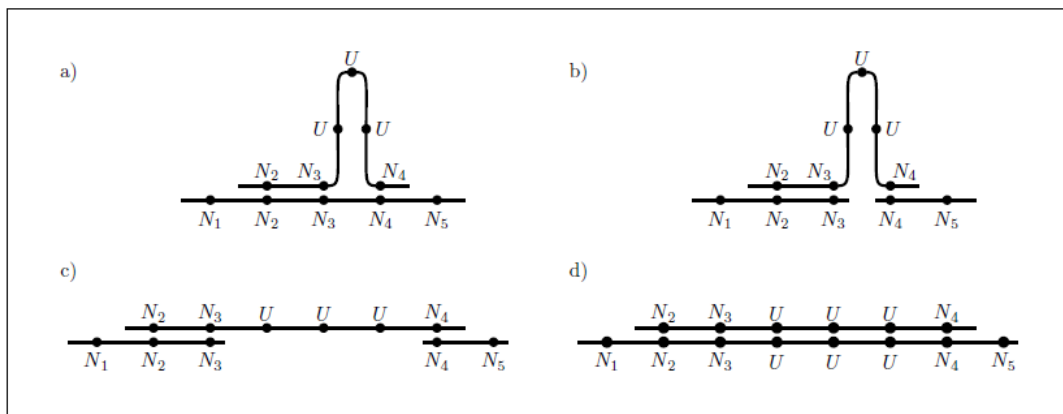 a) b)
U U
U U U U
N₂ N₃ N₄ N₂ N₃ N₄
N₁ N₂ N₃ N₄ N₅ N₁ N₂ N₃ N₄ N₅
c) d)
N₂ N₃ U U U N₄ N₂ N₃ U U U N₄
N₁ N₂ N₃ N₄ N₅ N₁ N₂ N₃ U U U N₄ N₅